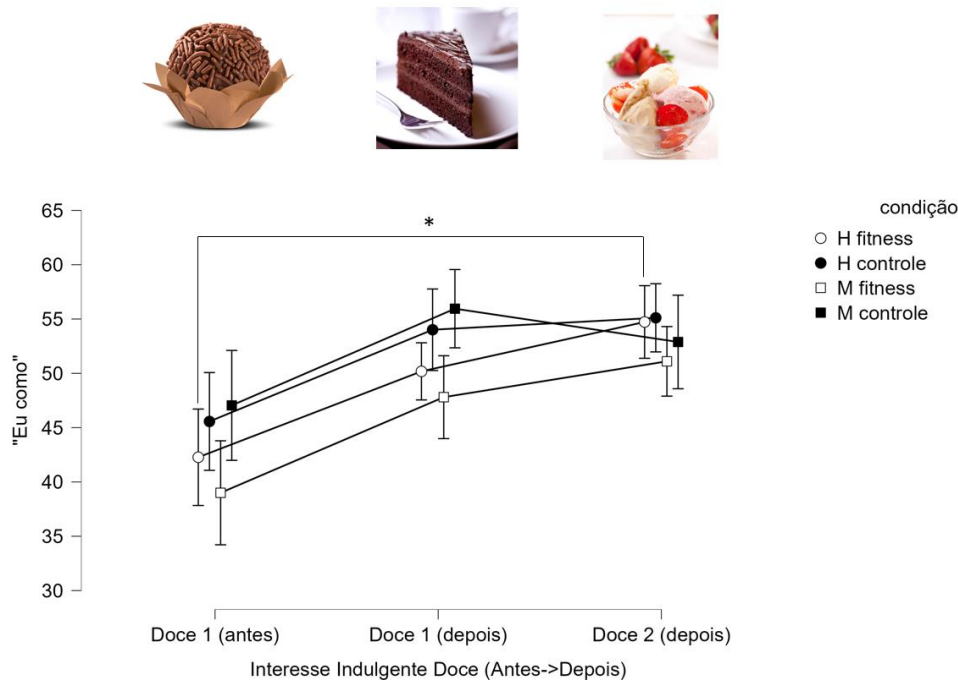 65
*
60
55
50
45
40
35
30
"Eu como"
Doce 1 (antes)
Doce 1 (depois)
Doce 2 (depois)
Interesse Indulgente Doce (Antes->Depois)
condição
H fitness
H controle
M fitness
M controle